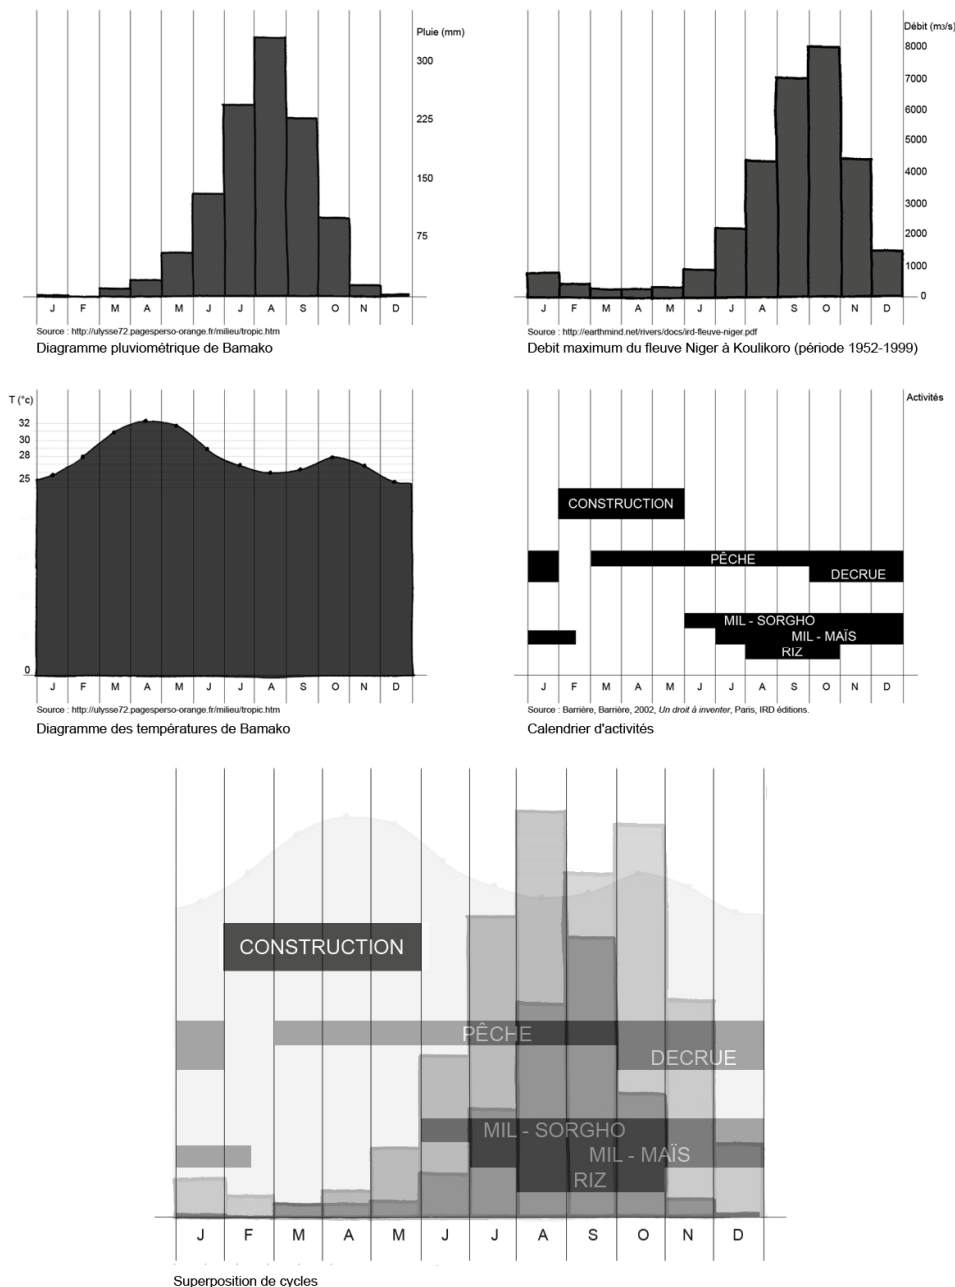 Pluie (mm)
300
225
150
75
J F M A M J J A S O N D
Source : http://ulysse72.pagesperso-orange.fr/milieu/tropic.htm
Diagramme pluviométrique de Bamako
Débit (m3/s)
8000
7000
6000
5000
4000
3000
2000
1000
0
J F M A M J J A S O N D
Source : http://earthmind.net/rivers/docs/ird-fleuve-niger.pdf
Debit maximum du fleuve Niger à Koulikoro (période 1952-1999)
T (°c)
32
30
28
25
0
J F M A M J J A S O N D
Source : http://ulysse72.pagesperso-orange.fr/milieu/tropic.htm
Diagramme des températures de Bamako
Activités
CONSTRUCTION
PÊCHE
DECRUE
MIL - SORGHO
MIL - MAÏS
RIZ
J F M A M J J A S O N D
Source : Barrière, Barrière, 2002, Un droit à inventer, Paris, IRD éditions.
Calendrier d'activités
CONSTRUCTION
PÊCHE
DECRUE
MIL - SORGHO
MIL - MAÏS
RIZ
J F M A M J J A S O N D
Superposition de cycles